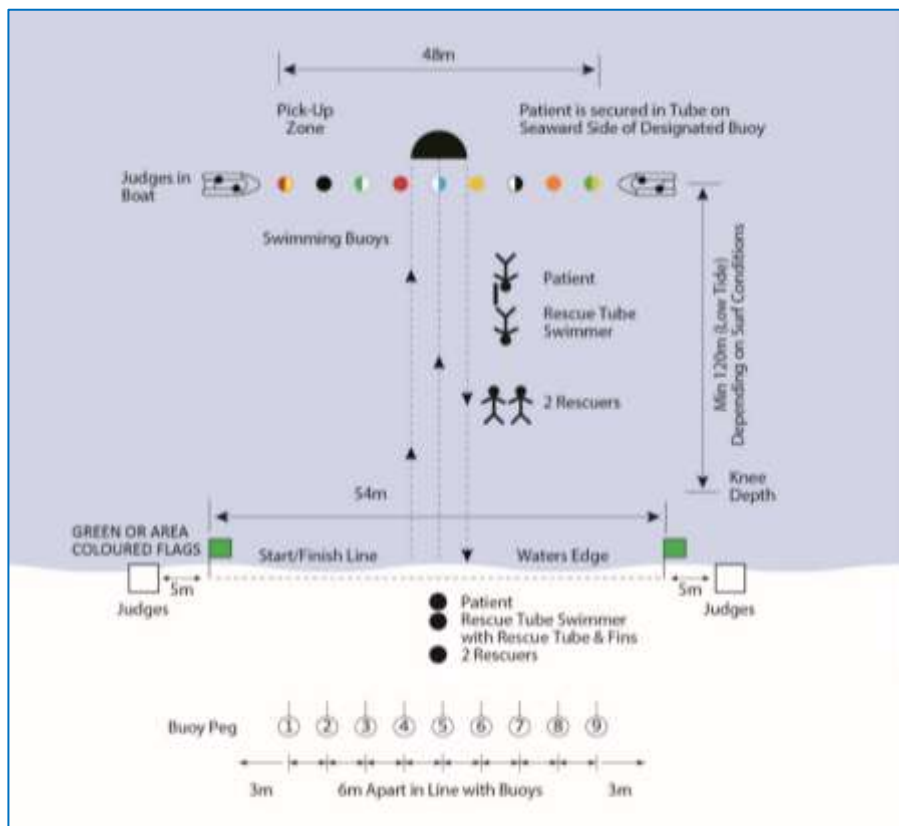 48m
Pick-Up
Zone
Patient is secured in Tube on
Seaward Side of Designated Buoy
Judges in
Boat
Swimming Buoys
Patient
Rescue Tube
Swimmer
2 Rescuers
Min 120m (Low Tide)
Depending on Surf Conditions
Knee
Depth
54m
GREEN OR AREA
COLOURED FLAGS
Start/Finish Line
Waters Edge
5m
5m
Judges
Judges
Patient
Rescue Tube Swimmer
with Rescue Tube & Fins
2 Rescuers
Buoy Peg
1 2 3 4 5 6 7 8 9
3m
6m Apart in Line with Buoys
3m